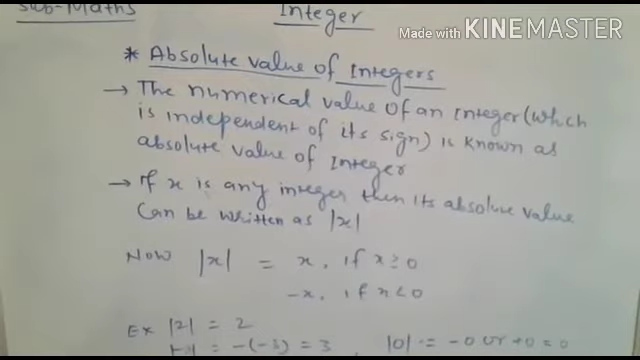 Sub-Maths
Integer
Made with KINEMASTER
* Absolute value of Integers
→ The numerical value of an Integer (which
is independent of its sign) is known as
absolute value of Integer
→ If x is any integer then its absolute value
can be written as |x|
Now |x| = x, if x ≥ 0
-x, if x < 0
Ex |2| = 2
= -(-3) = 3, |0| = -0 or +0 = 0